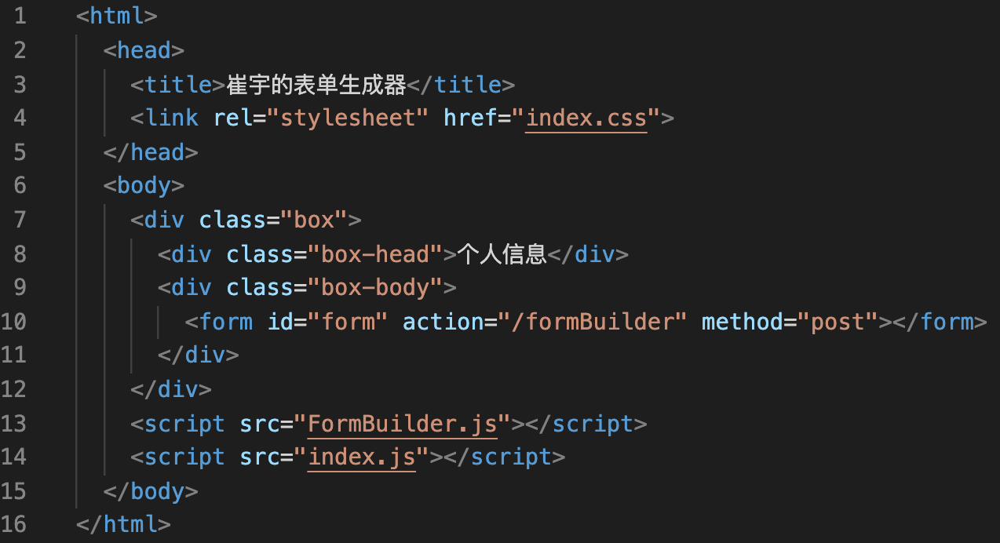 1 <html>
2 <head>
3 <title>崔宇的表单生成器</title>
4 <link rel="stylesheet" href="index.css">
5 </head>
6 <body>
7 <div class="box">
8 <div class="box-head">个人信息</div>
9 <div class="box-body">
10 <form id="form" action="/formBuilder" method="post"></form>
11 </div>
12 </div>
13 <script src="FormBuilder.js"></script>
14 <script src="index.js"></script>
15 </body>
16 </html>